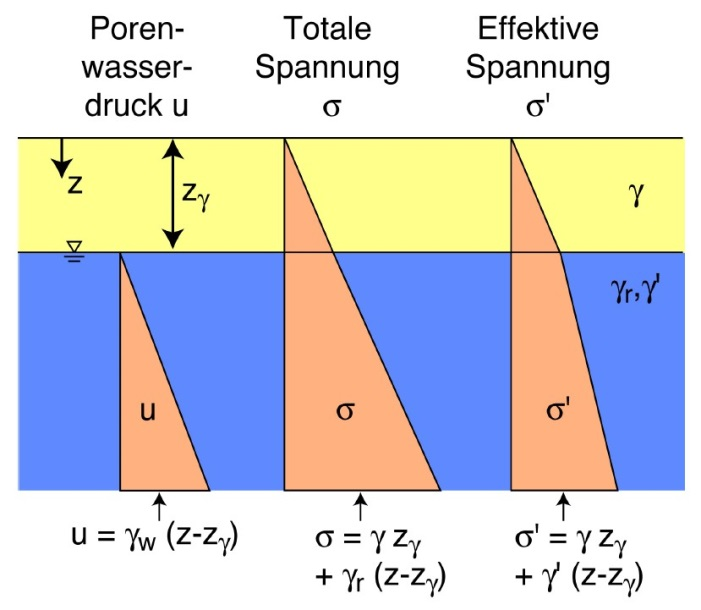 Poren-
wasser-
druck u
Totale
Spannung
σ
Effektive
Spannung
σ'
z
zγ
γ
γr,γ'
u
σ
σ'
u = γw (z-zγ)
σ = γ zγ
+ γr (z-zγ)
σ' = γ zγ
+ γ' (z-zγ)